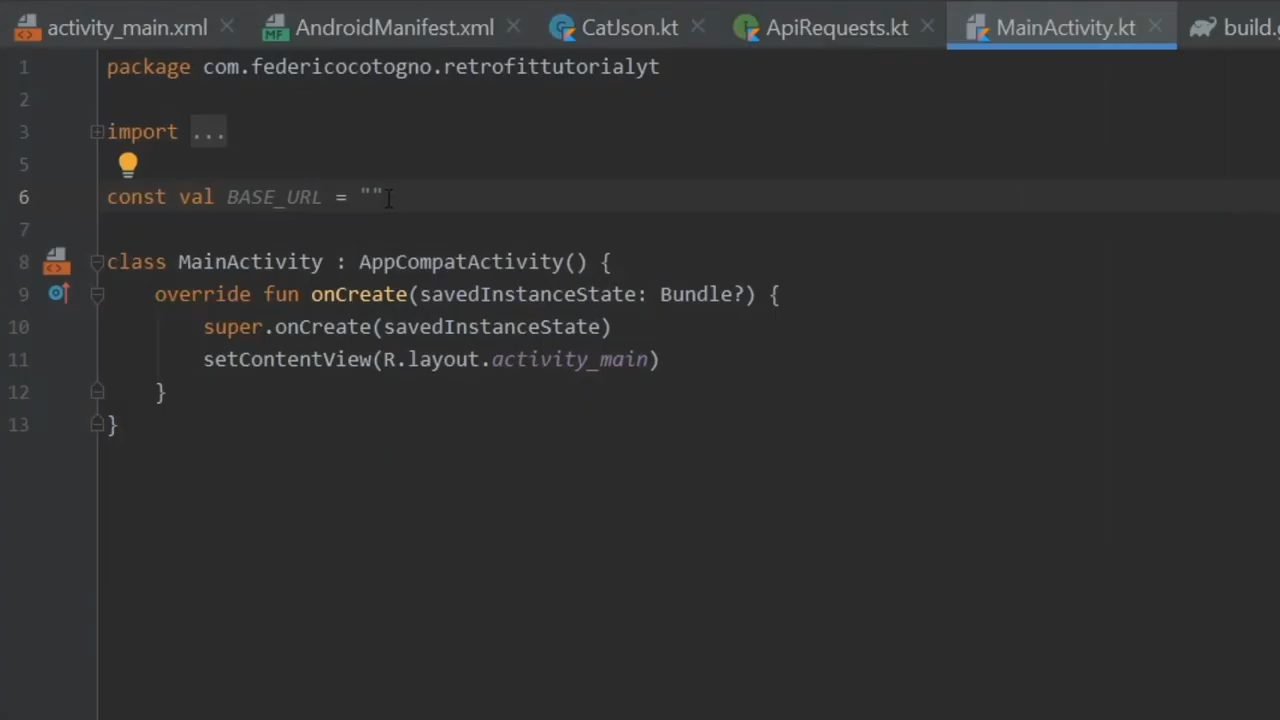 activity_main.xml AndroidManifest.xml CatJson.kt ApiRequests.kt MainActivity.kt build.g
1 package com.federicocotogno.retrofittutorialyt
2
3 import ...
5
6 const val BASE_URL = ""
7
8 class MainActivity : AppCompatActivity() {
9 override fun onCreate(savedInstanceState: Bundle?) {
10 super.onCreate(savedInstanceState)
11 setContentView(R.layout.activity_main)
12 }
13 }